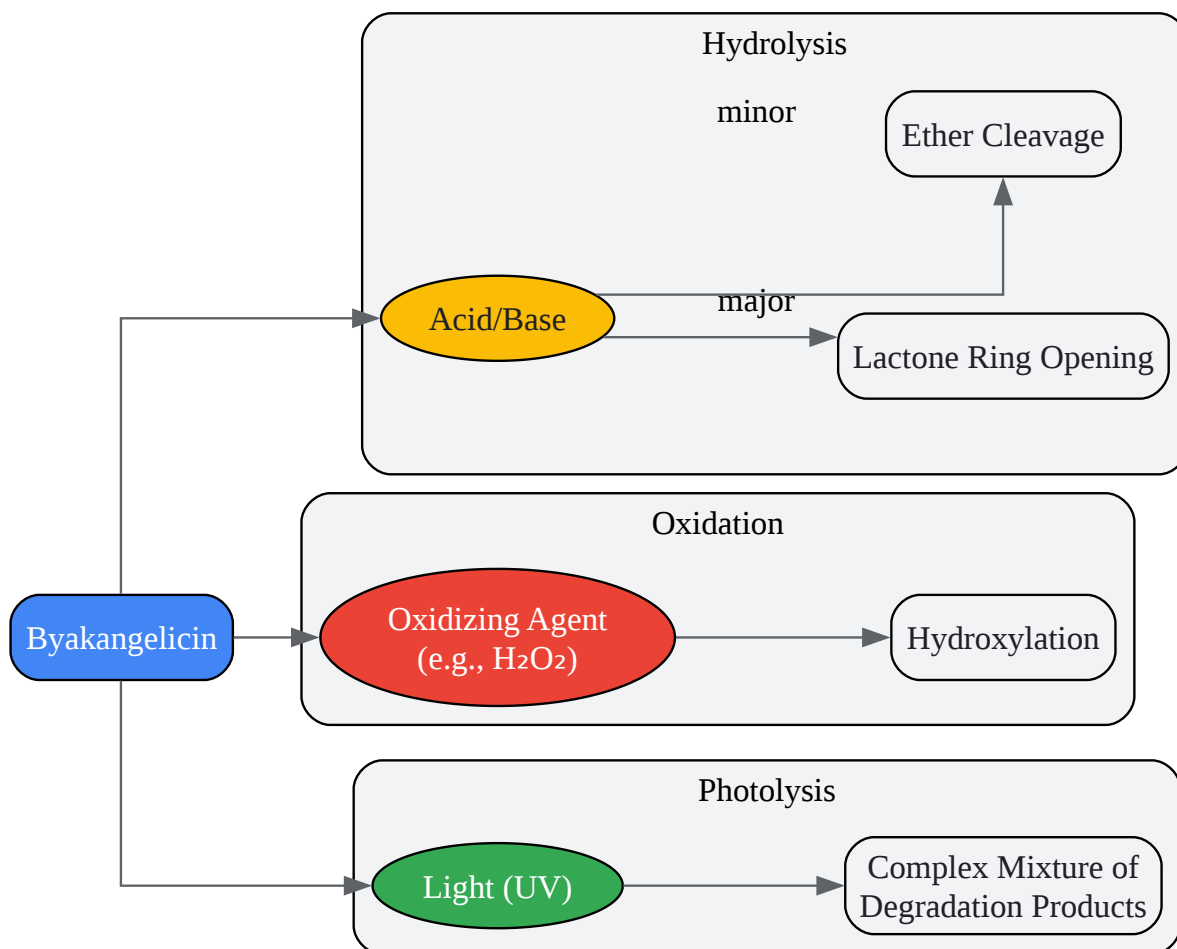 Hydrolysis
minor
Ether Cleavage
Acid/Base
major
Lactone Ring Opening
Oxidation
Byakangelicin
Oxidizing Agent
(e.g., H₂O₂)
Hydroxylation
Photolysis
Light (UV)
Complex Mixture of
Degradation Products